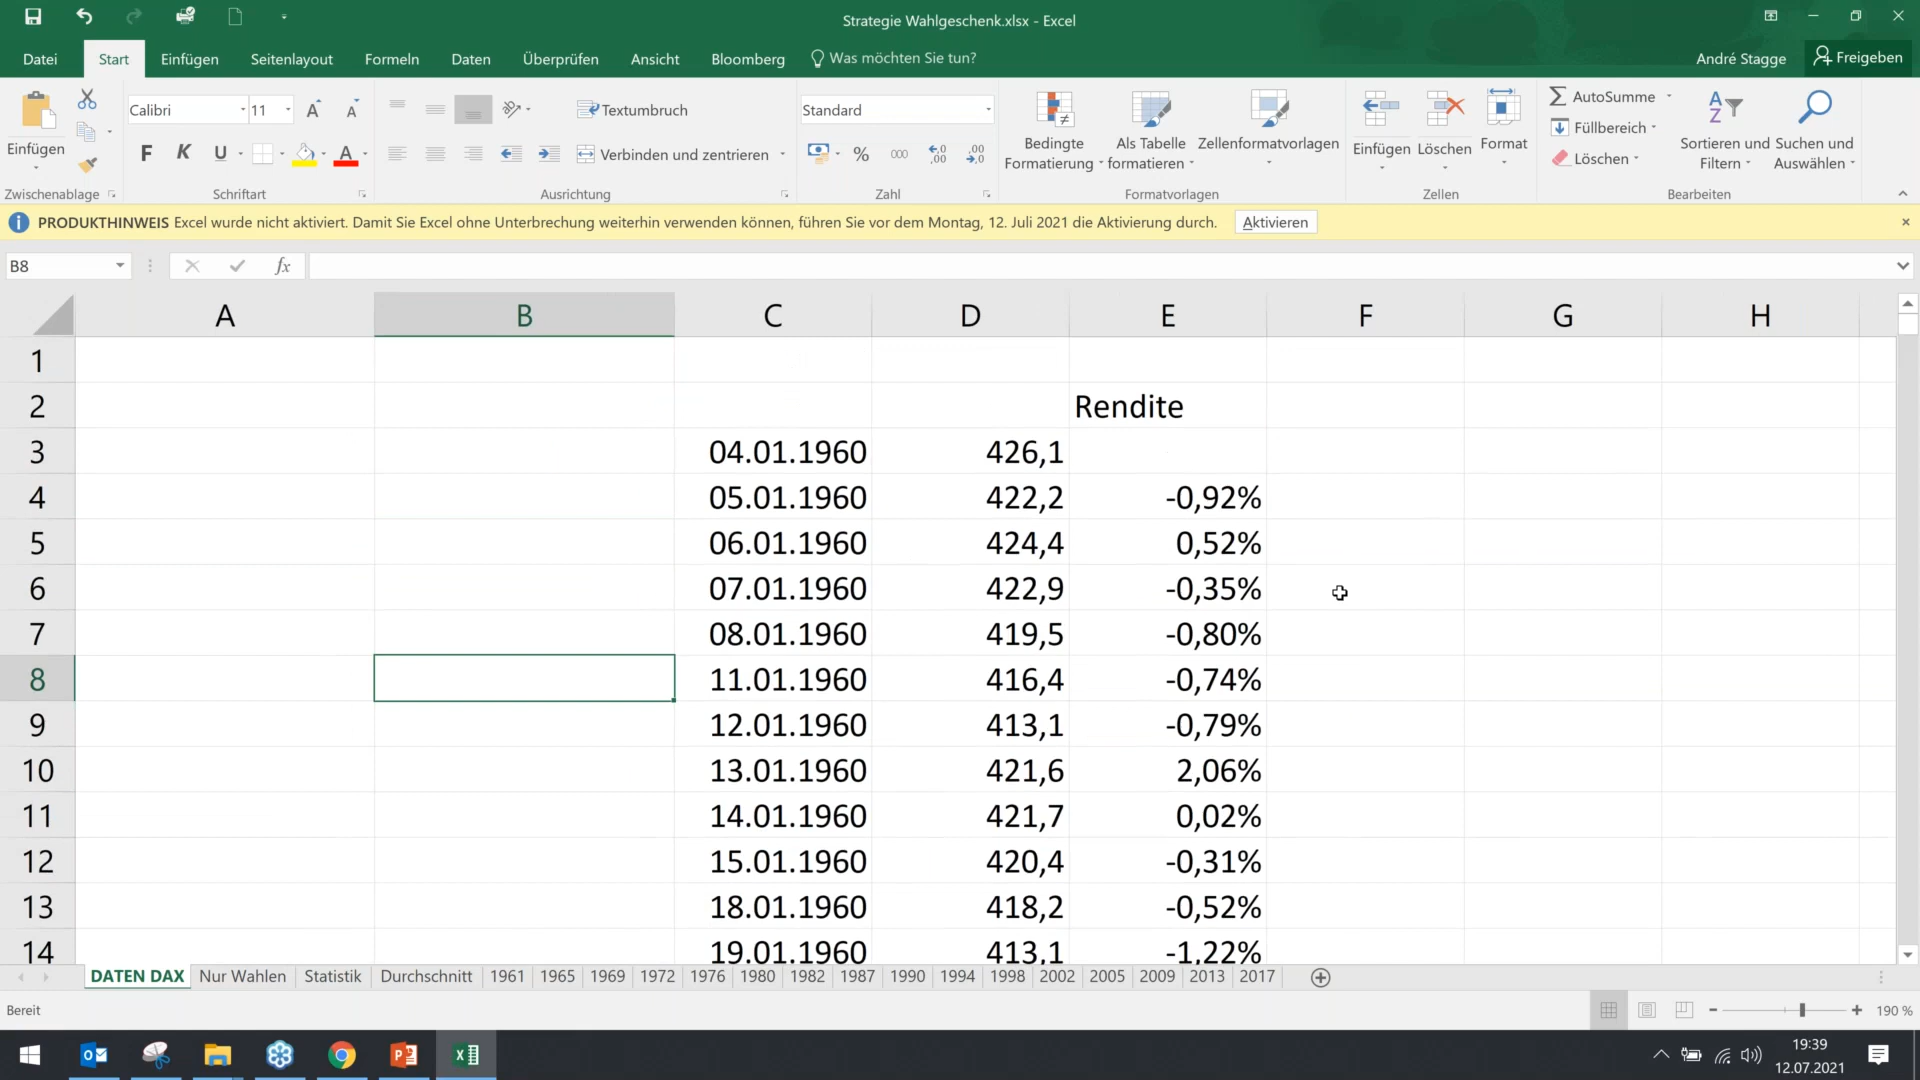 Strategie Wahlgeschenk.xlsx - Excel
Datei Start Einfügen Seitenlayout Formeln Daten Überprüfen Ansicht Bloomberg Was möchten Sie tun? André Stagge Freigeben
Einfügen
Zwischenablage
Calibri 11
F K U A
Schriftart
Textumbruch
Verbinden und zentrieren
Ausrichtung
Standard
% 000
Zahl
Bedingte Formatierung
Als Tabelle formatieren
Zellenformatvorlagen
Formatvorlagen
Einfügen Löschen Format
Zellen
AutoSumme
Füllbereich
Löschen
Sortieren und Filtern
Suchen und Auswählen
Bearbeiten
PRODUKTHINWEIS Excel wurde nicht aktiviert. Damit Sie Excel ohne Unterbrechung weiterhin verwenden können, führen Sie vor dem Montag, 12. Juli 2021 die Aktivierung durch. Aktivieren
B8 fx
A B C D E F G H
1
2 Rendite
3 04.01.1960 426,1
4 05.01.1960 422,2 -0,92%
5 06.01.1960 424,4 0,52%
6 07.01.1960 422,9 -0,35%
7 08.01.1960 419,5 -0,80%
8 11.01.1960 416,4 -0,74%
9 12.01.1960 413,1 -0,79%
10 13.01.1960 421,6 2,06%
11 14.01.1960 421,7 0,02%
12 15.01.1960 420,4 -0,31%
13 18.01.1960 418,2 -0,52%
14 19.01.1960 413,1 -1,22%
DATEN DAX Nur Wahlen Statistik Durchschnitt 1961 1965 1969 1972 1976 1980 1982 1987 1990 1994 1998 2002 2005 2009 2013 2017
Bereit 190 %
19:39
12.07.2021